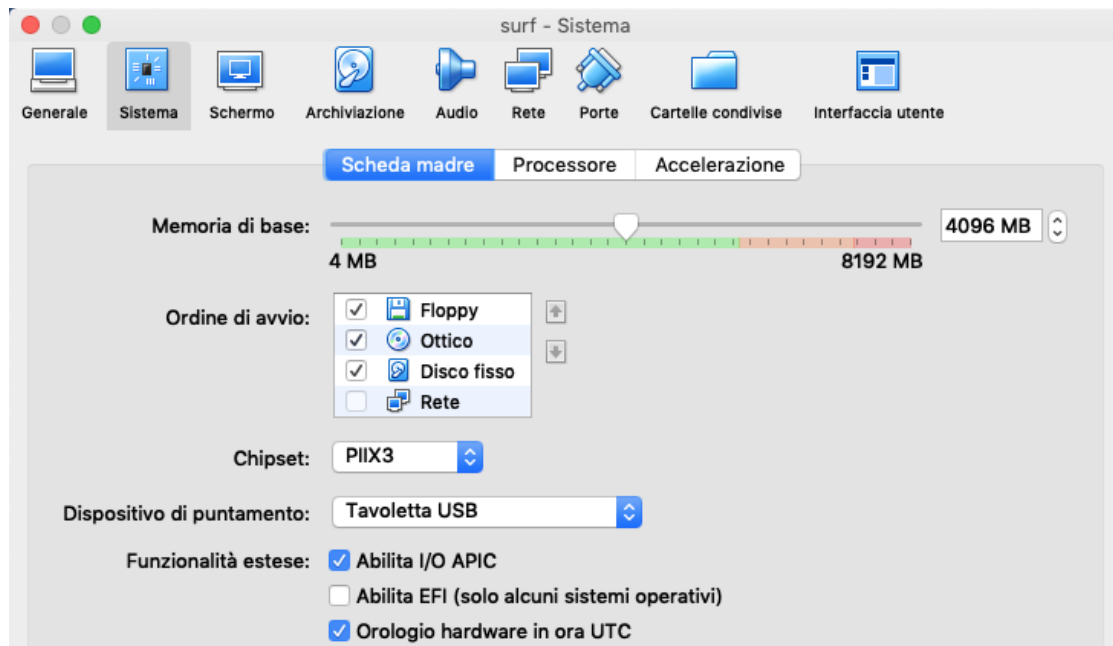 surf - Sistema
Generale Sistema Schermo Archiviazione Audio Rete Porte Cartelle condivise Interfaccia utente
Scheda madre Processore Accelerazione
Memoria di base: 4096 MB
4 MB 8192 MB
Ordine di avvio: Floppy
Ottico
Disco fisso
Rete
Chipset: PIIX3
Dispositivo di puntamento: Tavoletta USB
Funzionalità estese: Abilita I/O APIC
Abilita EFI (solo alcuni sistemi operativi)
Orologio hardware in ora UTC